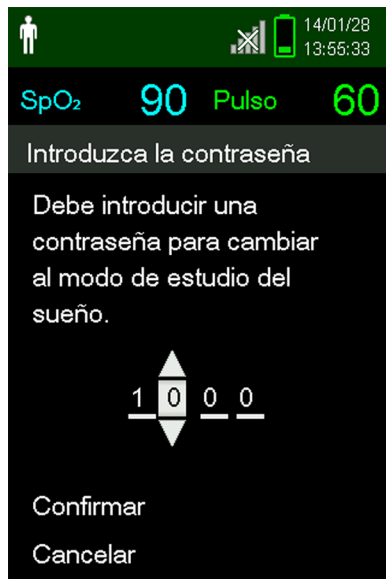 14/01/28
13:55:33
SpO₂ 90 Pulso 60
Introduzca la contraseña
Debe introducir una
contraseña para cambiar
al modo de estudio del
sueño.
1 0 0 0
Confirmar
Cancelar